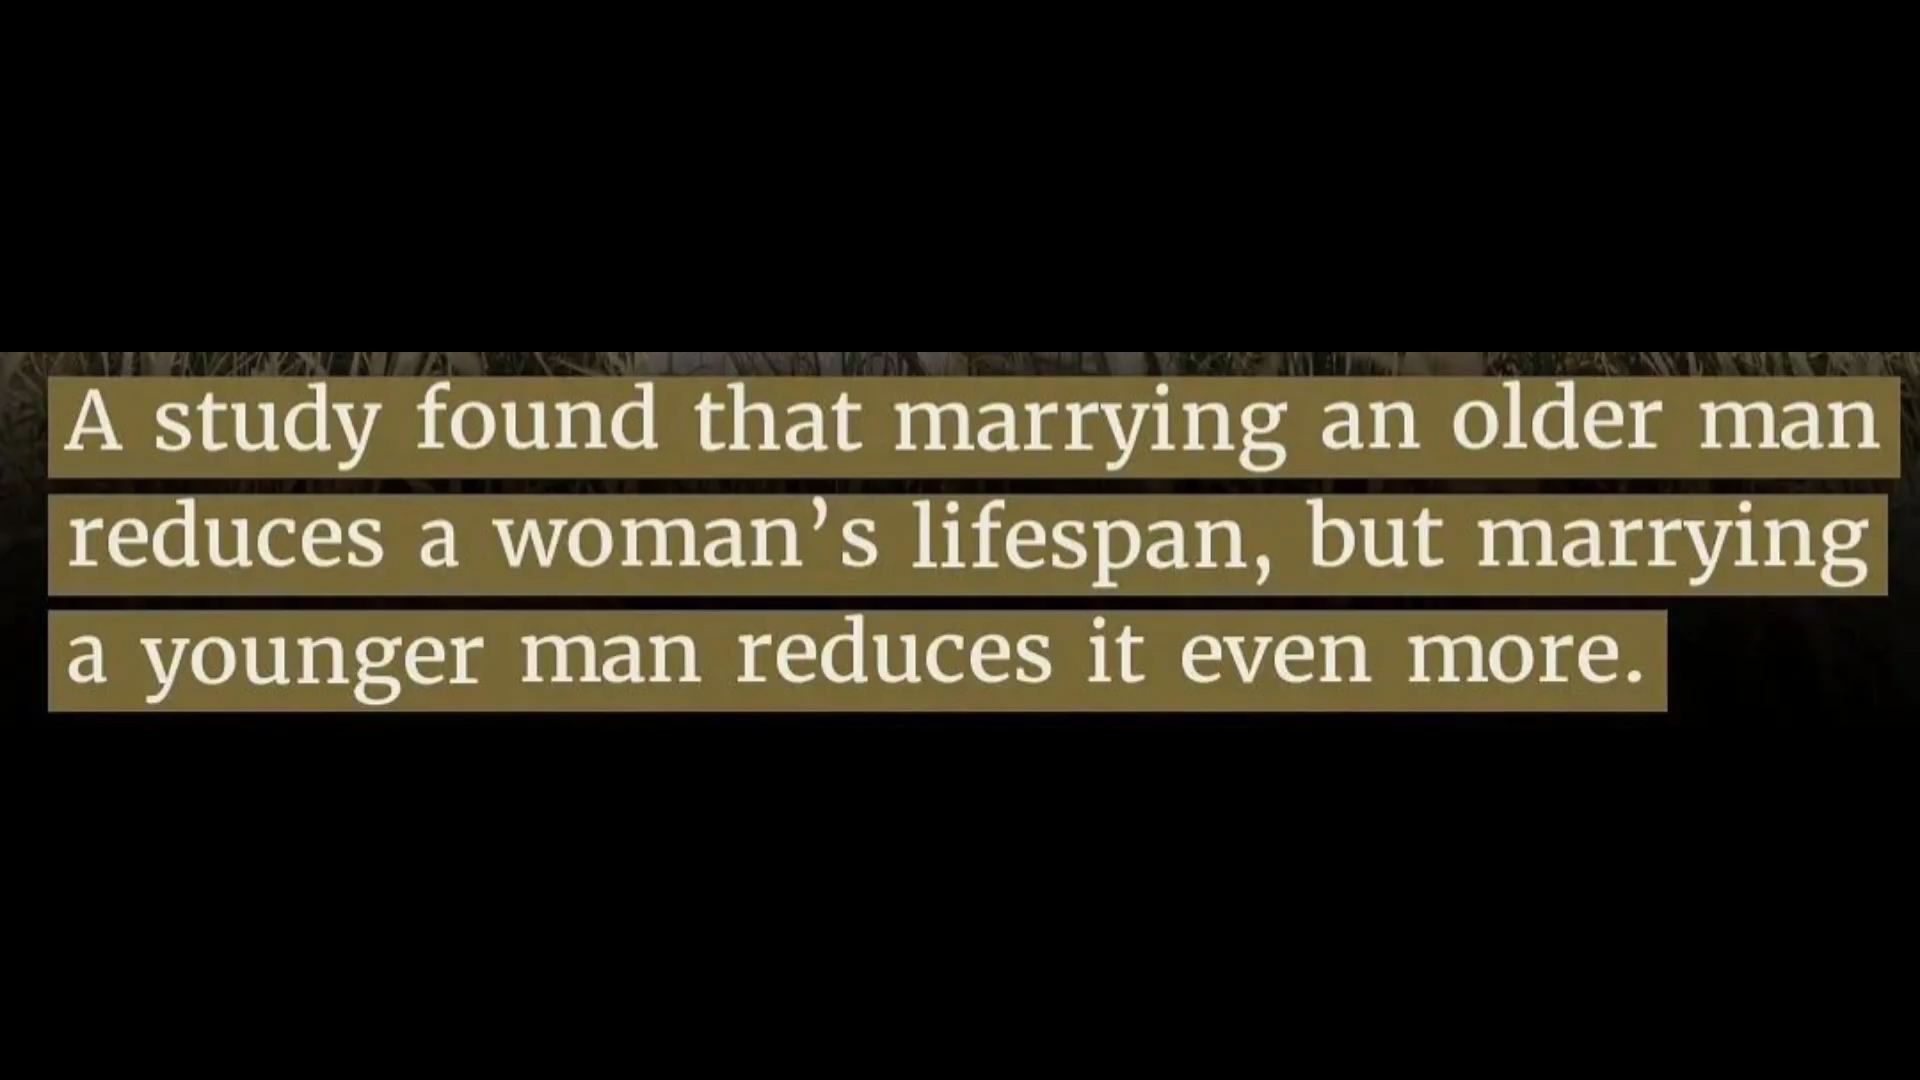 A study found that marrying an older man
reduces a woman’s lifespan, but marrying
a younger man reduces it even more.